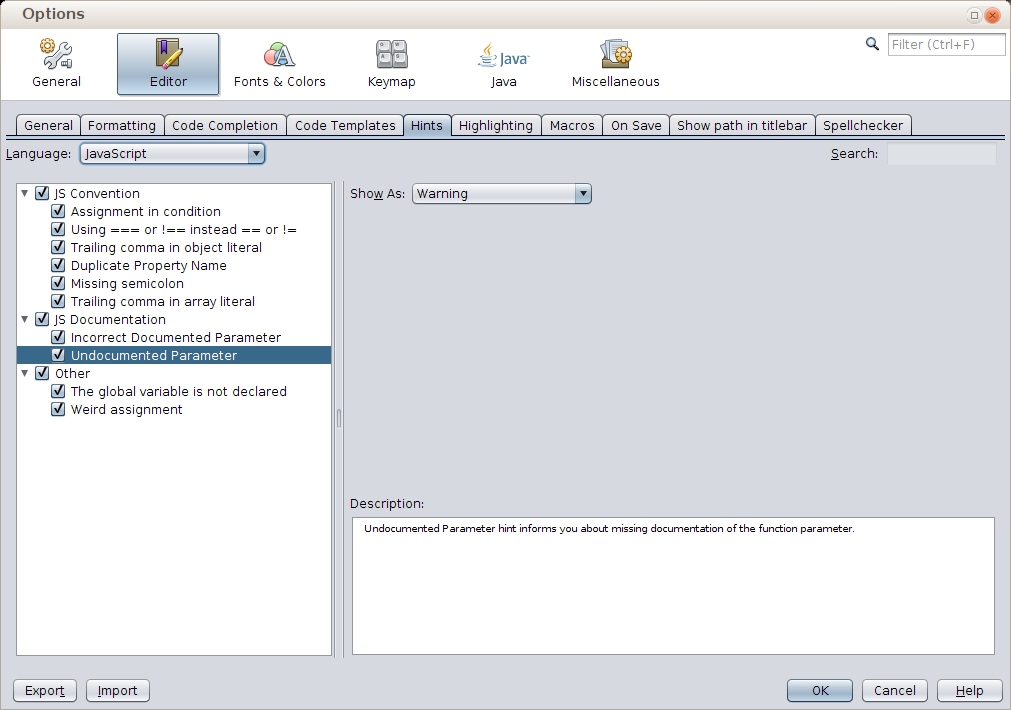 Options
Filter (Ctrl+F)
General
Editor
Fonts & Colors
Keymap
Java
Java
Miscellaneous
General
Formatting
Code Completion
Code Templates
Hints
Highlighting
Macros
On Save
Show path in titlebar
Spellchecker
Language:
JavaScript
Search:
JS Convention
Assignment in condition
Using === or !== instead == or !=
Trailing comma in object literal
Duplicate Property Name
Missing semicolon
Trailing comma in array literal
JS Documentation
Incorrect Documented Parameter
Undocumented Parameter
Other
The global variable is not declared
Weird assignment
Show As:
Warning
Description:
Undocumented Parameter hint informs you about missing documentation of the function parameter.
Export
Import
OK
Cancel
Help